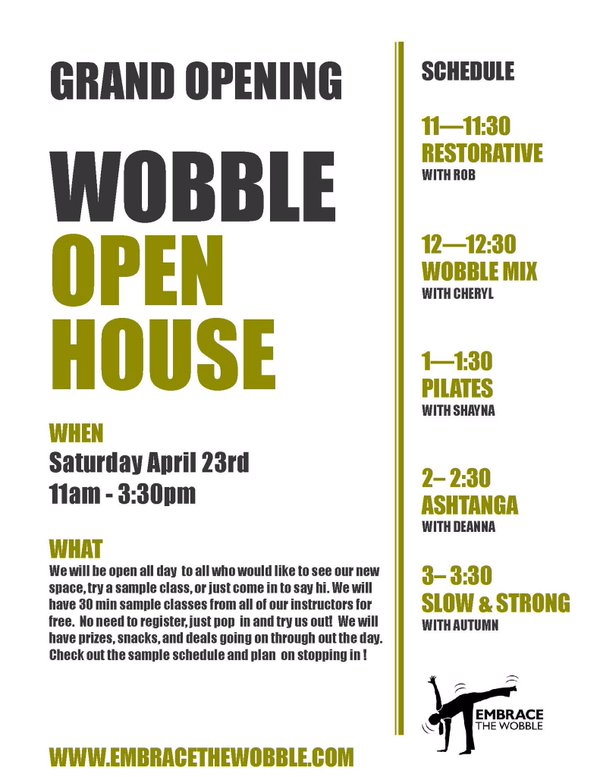 GRAND OPENING
WOBBLE
OPEN
HOUSE
WHEN
Saturday April 23rd
11am - 3:30pm
WHAT
We will be open all day to all who would like to see our new
space, try a sample class, or just come in to say hi. We will
have 30 min sample classes from all of our instructors for
free. No need to register, just pop in and try us out! We will
have prizes, snacks, and deals going on through out the day.
Check out the sample schedule and plan on stopping in !
WWW.EMBRACETHEWOBBLE.COM
SCHEDULE
11—11:30
RESTORATIVE
WITH ROB
12—12:30
WOBBLE MIX
WITH CHERYL
1—1:30
PILATES
WITH SHAYNA
2– 2:30
ASHTANGA
WITH DEANNA
3– 3:30
SLOW & STRONG
WITH AUTUMN
EMBRACE
THE WOBBLE